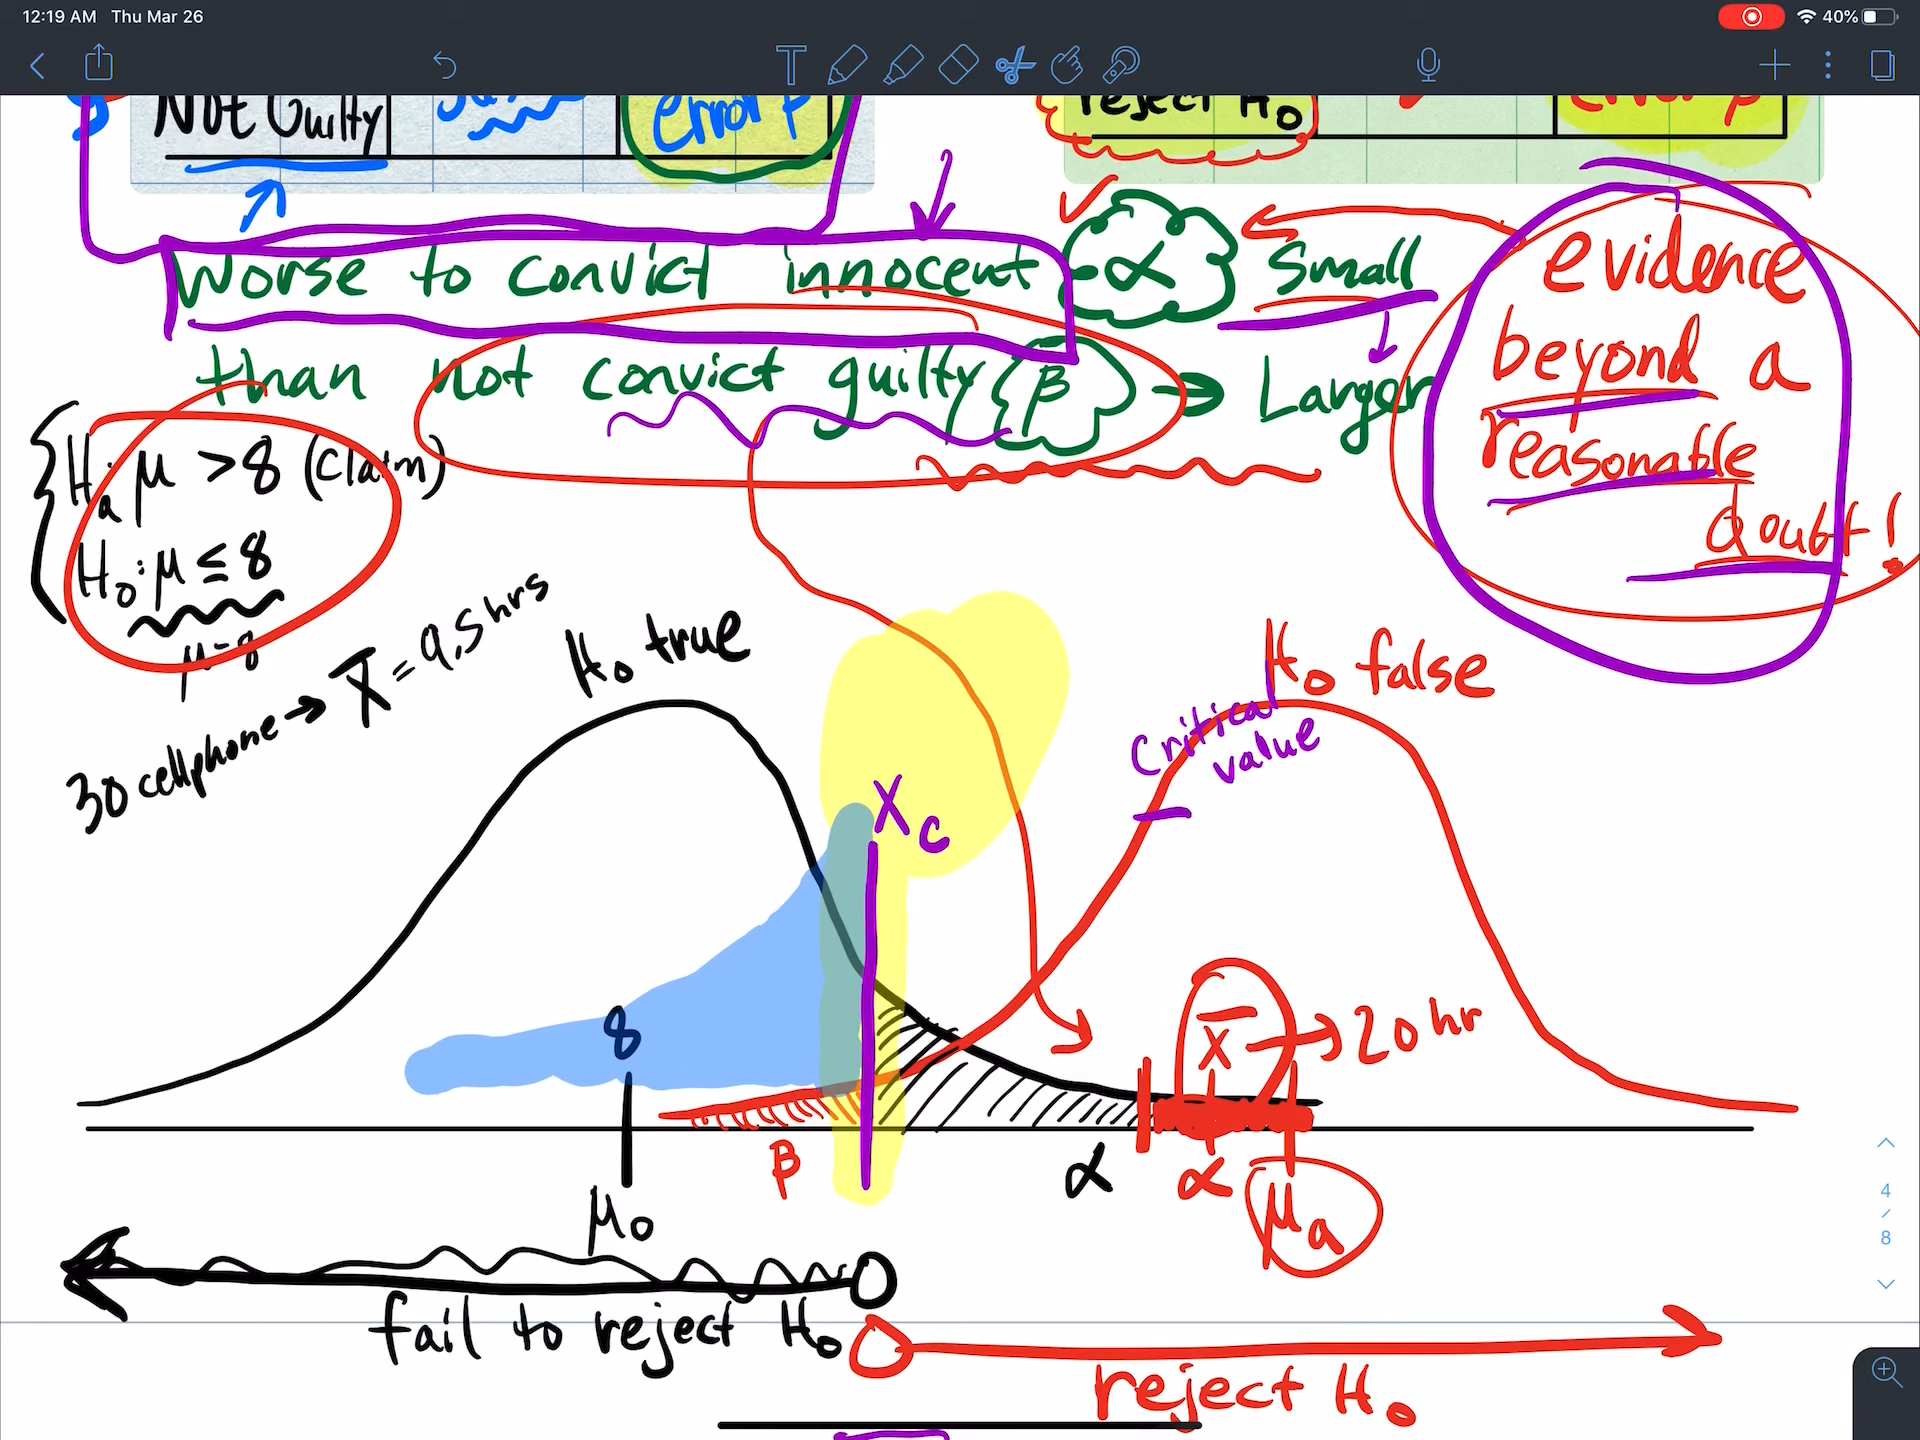 12:19 AM Thu Mar 26
40%
T
Not Guilty
error β
reject H₀
error β
Worse to convict innocent - α Small
than not convict guilty β → Larger
evidence
beyond a
reasonable
doubt!
Hₐ: μ > 8 (Claim)
H₀: μ ≤ 8
μ=8
30 cellphone → X̄ = 9.5 hrs
H₀ true
H₀ false
Critical
value
Xc
8
X̄ → 20 hr
β
α
α
μ₀
μₐ
fail to reject H₀
reject H₀
4
/
8